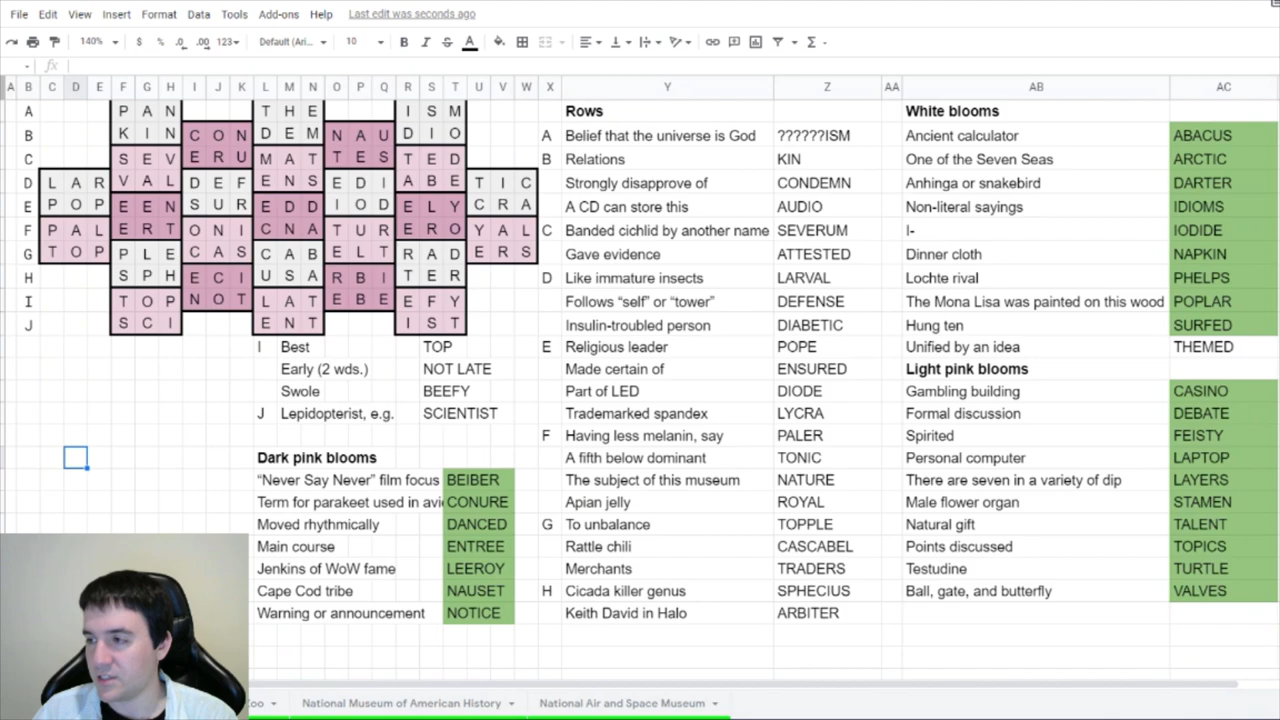 File Edit View Insert Format Data Tools Add-ons Help Last edit was seconds ago
140% $ % .0 .00 123 Default (Ari... 10 B I S A
fx
A B C D E F G H I J K L M N O P Q R S T U V W X Y Z AA AB AC
A P A N T H E I S M Rows White blooms
B K I N C O N D E M N A U D I O A Belief that the universe is God ??????ISM Ancient calculator ABACUS
C S E V E R U M A T T E S T E D B Relations KIN One of the Seven Seas ARCTIC
D L A R V A L D E F E N S E D I A B E T I C Strongly disapprove of CONDEMN Anhinga or snakebird DARTER
E P O P E E N S U R E D D I O D E L Y C R A A CD can store this AUDIO Non-literal sayings IDIOMS
F P A L E R T O N I C N A T U R E R O Y A L C Banded cichlid by another name SEVERUM I- IODIDE
G T O P P L E C A S C A B E L T R A D E R S Gave evidence ATTESTED Dinner cloth NAPKIN
H S P H E C I U S A R B I T E R D Like immature insects LARVAL Lochte rival PHELPS
I T O P N O T L A T E B E E F Y Follows “self” or “tower” DEFENSE The Mona Lisa was painted on this wood POPLAR
J S C I E N T I S T Insulin-troubled person DIABETIC Hung ten SURFED
I Best TOP E Religious leader POPE Unified by an idea THEMED
Early (2 wds.) NOT LATE Made certain of ENSURED Light pink blooms
Swole BEEFY Part of LED DIODE Gambling building CASINO
J Lepidopterist, e.g. SCIENTIST Trademarked spandex LYCRA Formal discussion DEBATE
F Having less melanin, say PALER Spirited FEISTY
Dark pink blooms A fifth below dominant TONIC Personal computer LAPTOP
“Never Say Never” film focus BEIBER The subject of this museum NATURE There are seven in a variety of dip LAYERS
Term for parakeet used in avi CONURE Apian jelly ROYAL Male flower organ STAMEN
Moved rhythmically DANCED G To unbalance TOPPLE Natural gift TALENT
Main course ENTREE Rattle chili CASCABEL Points discussed TOPICS
Jenkins of WoW fame LEEROY Merchants TRADERS Testudine TURTLE
Cape Cod tribe NAUSET H Cicada killer genus SPHECIUS Ball, gate, and butterfly VALVES
Warning or announcement NOTICE Keith David in Halo ARBITER
oo National Museum of American History National Air and Space Museum